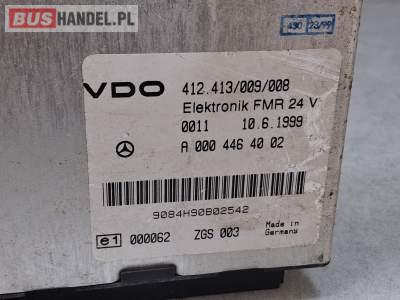 BUSHANDEL.PL
430 23/99
VDO 412.413/009/008
Elektronik FMR 24 V
0011 10.6.1999
A 000 446 40 02
9084H90B02542
e1 000062 ZGS 003 Made in
Germany